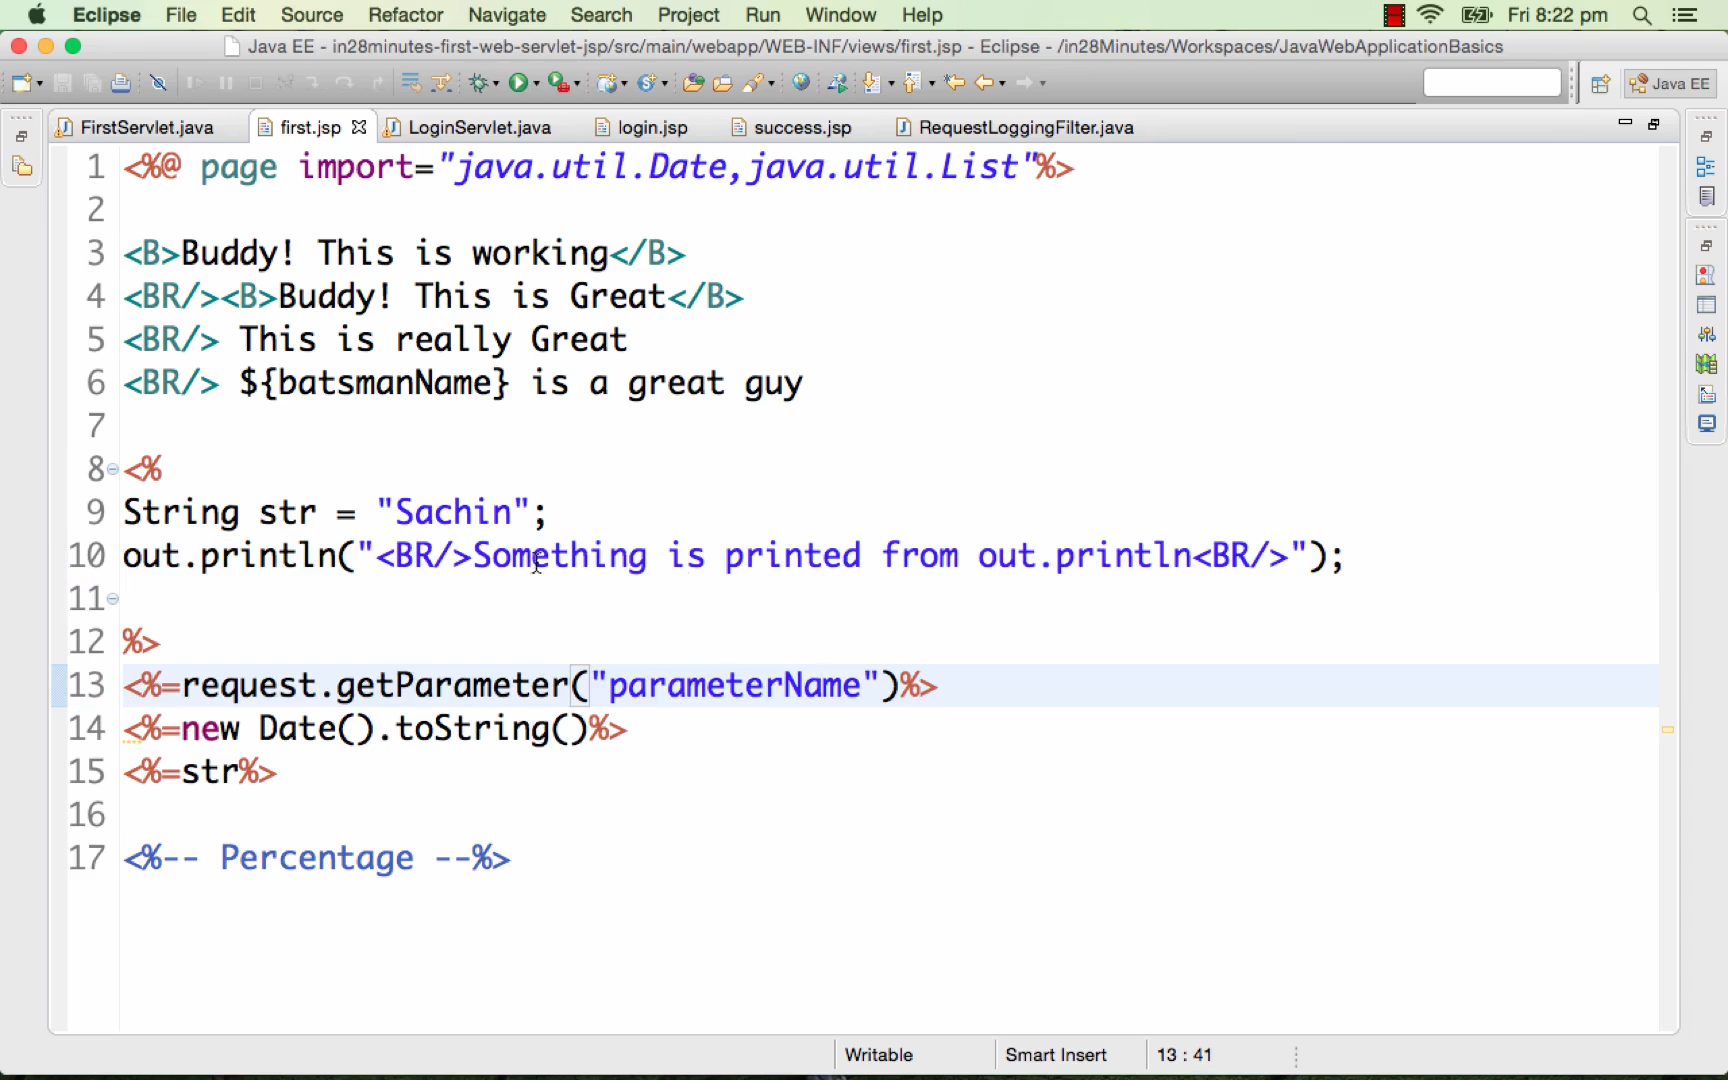 Eclipse File Edit Source Refactor Navigate Search Project Run Window Help Fri 8:22 pm
Java EE - in28minutes-first-web-servlet-jsp/src/main/webapp/WEB-INF/views/first.jsp - Eclipse - /in28Minutes/Workspaces/JavaWebApplicationBasics
Java EE
FirstServlet.java first.jsp LoginServlet.java login.jsp success.jsp RequestLoggingFilter.java
1 <%@ page import="java.util.Date,java.util.List"%>
2
3 <B>Buddy! This is working</B>
4 <BR/><B>Buddy! This is Great</B>
5 <BR/> This is really Great
6 <BR/> ${batsmanName} is a great guy
7
8 <%
9 String str = "Sachin";
10 out.println("<BR/>Something is printed from out.println<BR/>");
11
12 %>
13 <%=request.getParameter("parameterName")%>
14 <%=new Date().toString()%>
15 <%=str%>
16
17 <%-- Percentage --%>
Writable Smart Insert 13 : 41